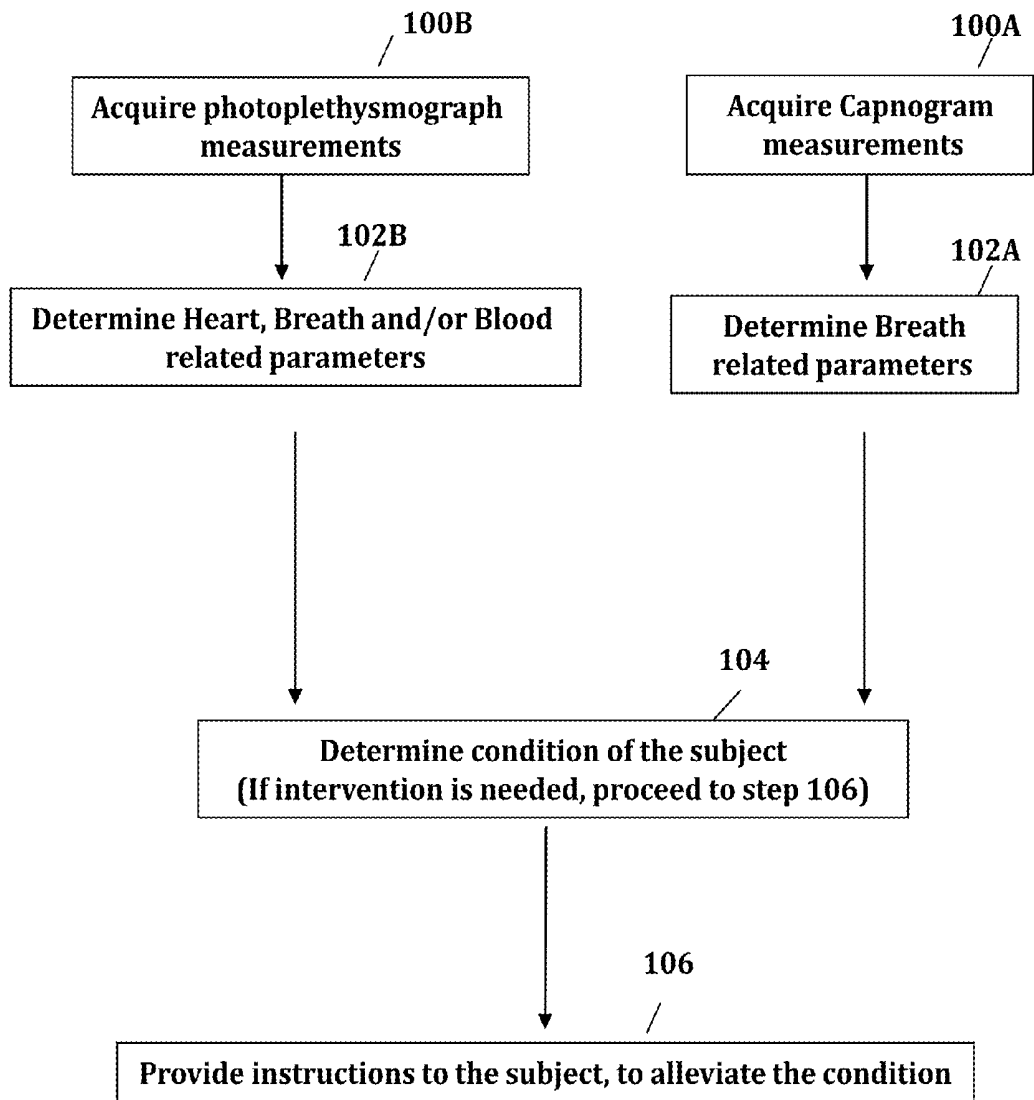 100B
100A
Acquire photoplethysmograph
measurements
Acquire Capnogram
measurements
102B
102A
Determine Heart, Breath and/or Blood
related parameters
Determine Breath
related parameters
104
Determine condition of the subject
(If intervention is needed, proceed to step 106)
106
Provide instructions to the subject, to alleviate the condition